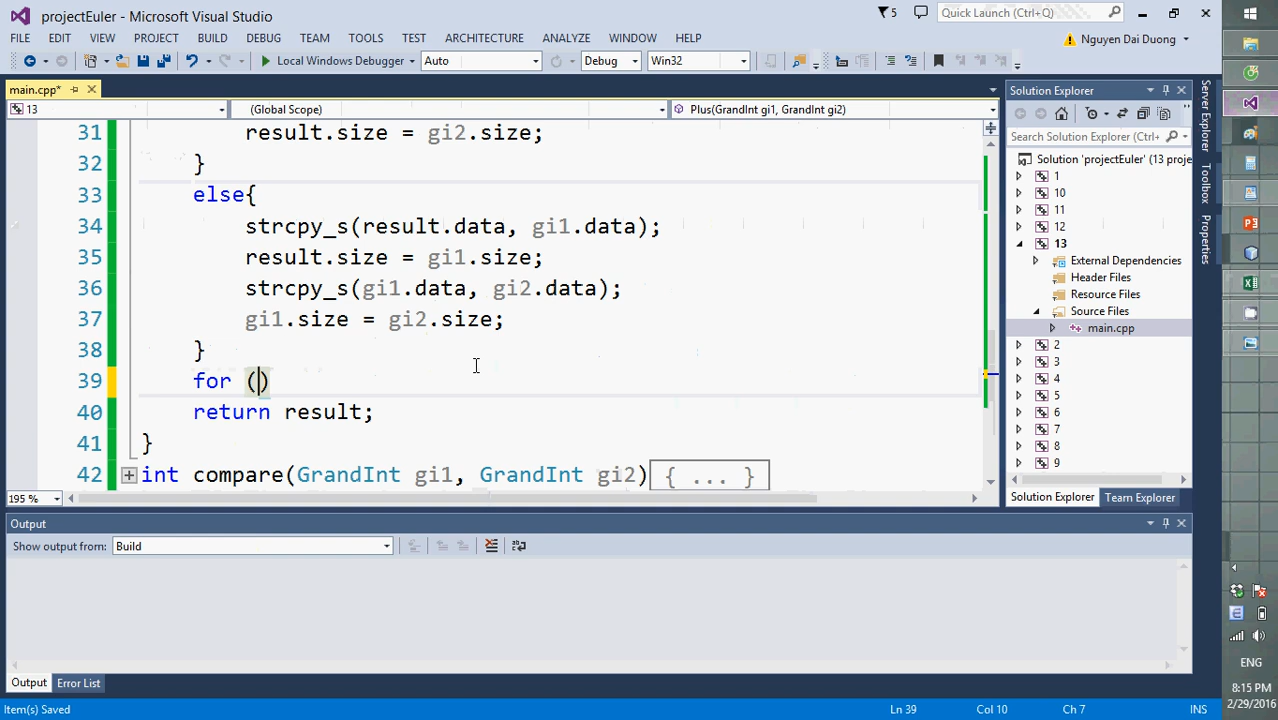 projectEuler - Microsoft Visual Studio
5
Quick Launch (Ctrl+Q)
FILE EDIT VIEW PROJECT BUILD DEBUG TEAM TOOLS TEST ARCHITECTURE ANALYZE WINDOW HELP
Nguyen Dai Duong
Local Windows Debugger Auto Debug Win32
main.cpp*
13 (Global Scope) Plus(GrandInt gi1, GrandInt gi2)
31 result.size = gi2.size;
32 }
33 else{
34 strcpy_s(result.data, gi1.data);
35 result.size = gi1.size;
36 strcpy_s(gi1.data, gi2.data);
37 gi1.size = gi2.size;
38 }
39 for ()
40 return result;
41 }
42 int compare(GrandInt gi1, GrandInt gi2){ ... }
195 %
Solution Explorer
Search Solution Explorer (Ctrl+;)
Solution 'projectEuler' (13 proje
1
10
11
12
13
External Dependencies
Header Files
Resource Files
Source Files
main.cpp
2
3
4
5
6
7
8
9
Solution Explorer Team Explorer
Server Explorer
Toolbox
Properties
Output
Show output from: Build
Output Error List
Item(s) Saved
Ln 39 Col 10 Ch 7 INS
ENG
8:15 PM
2/29/2016